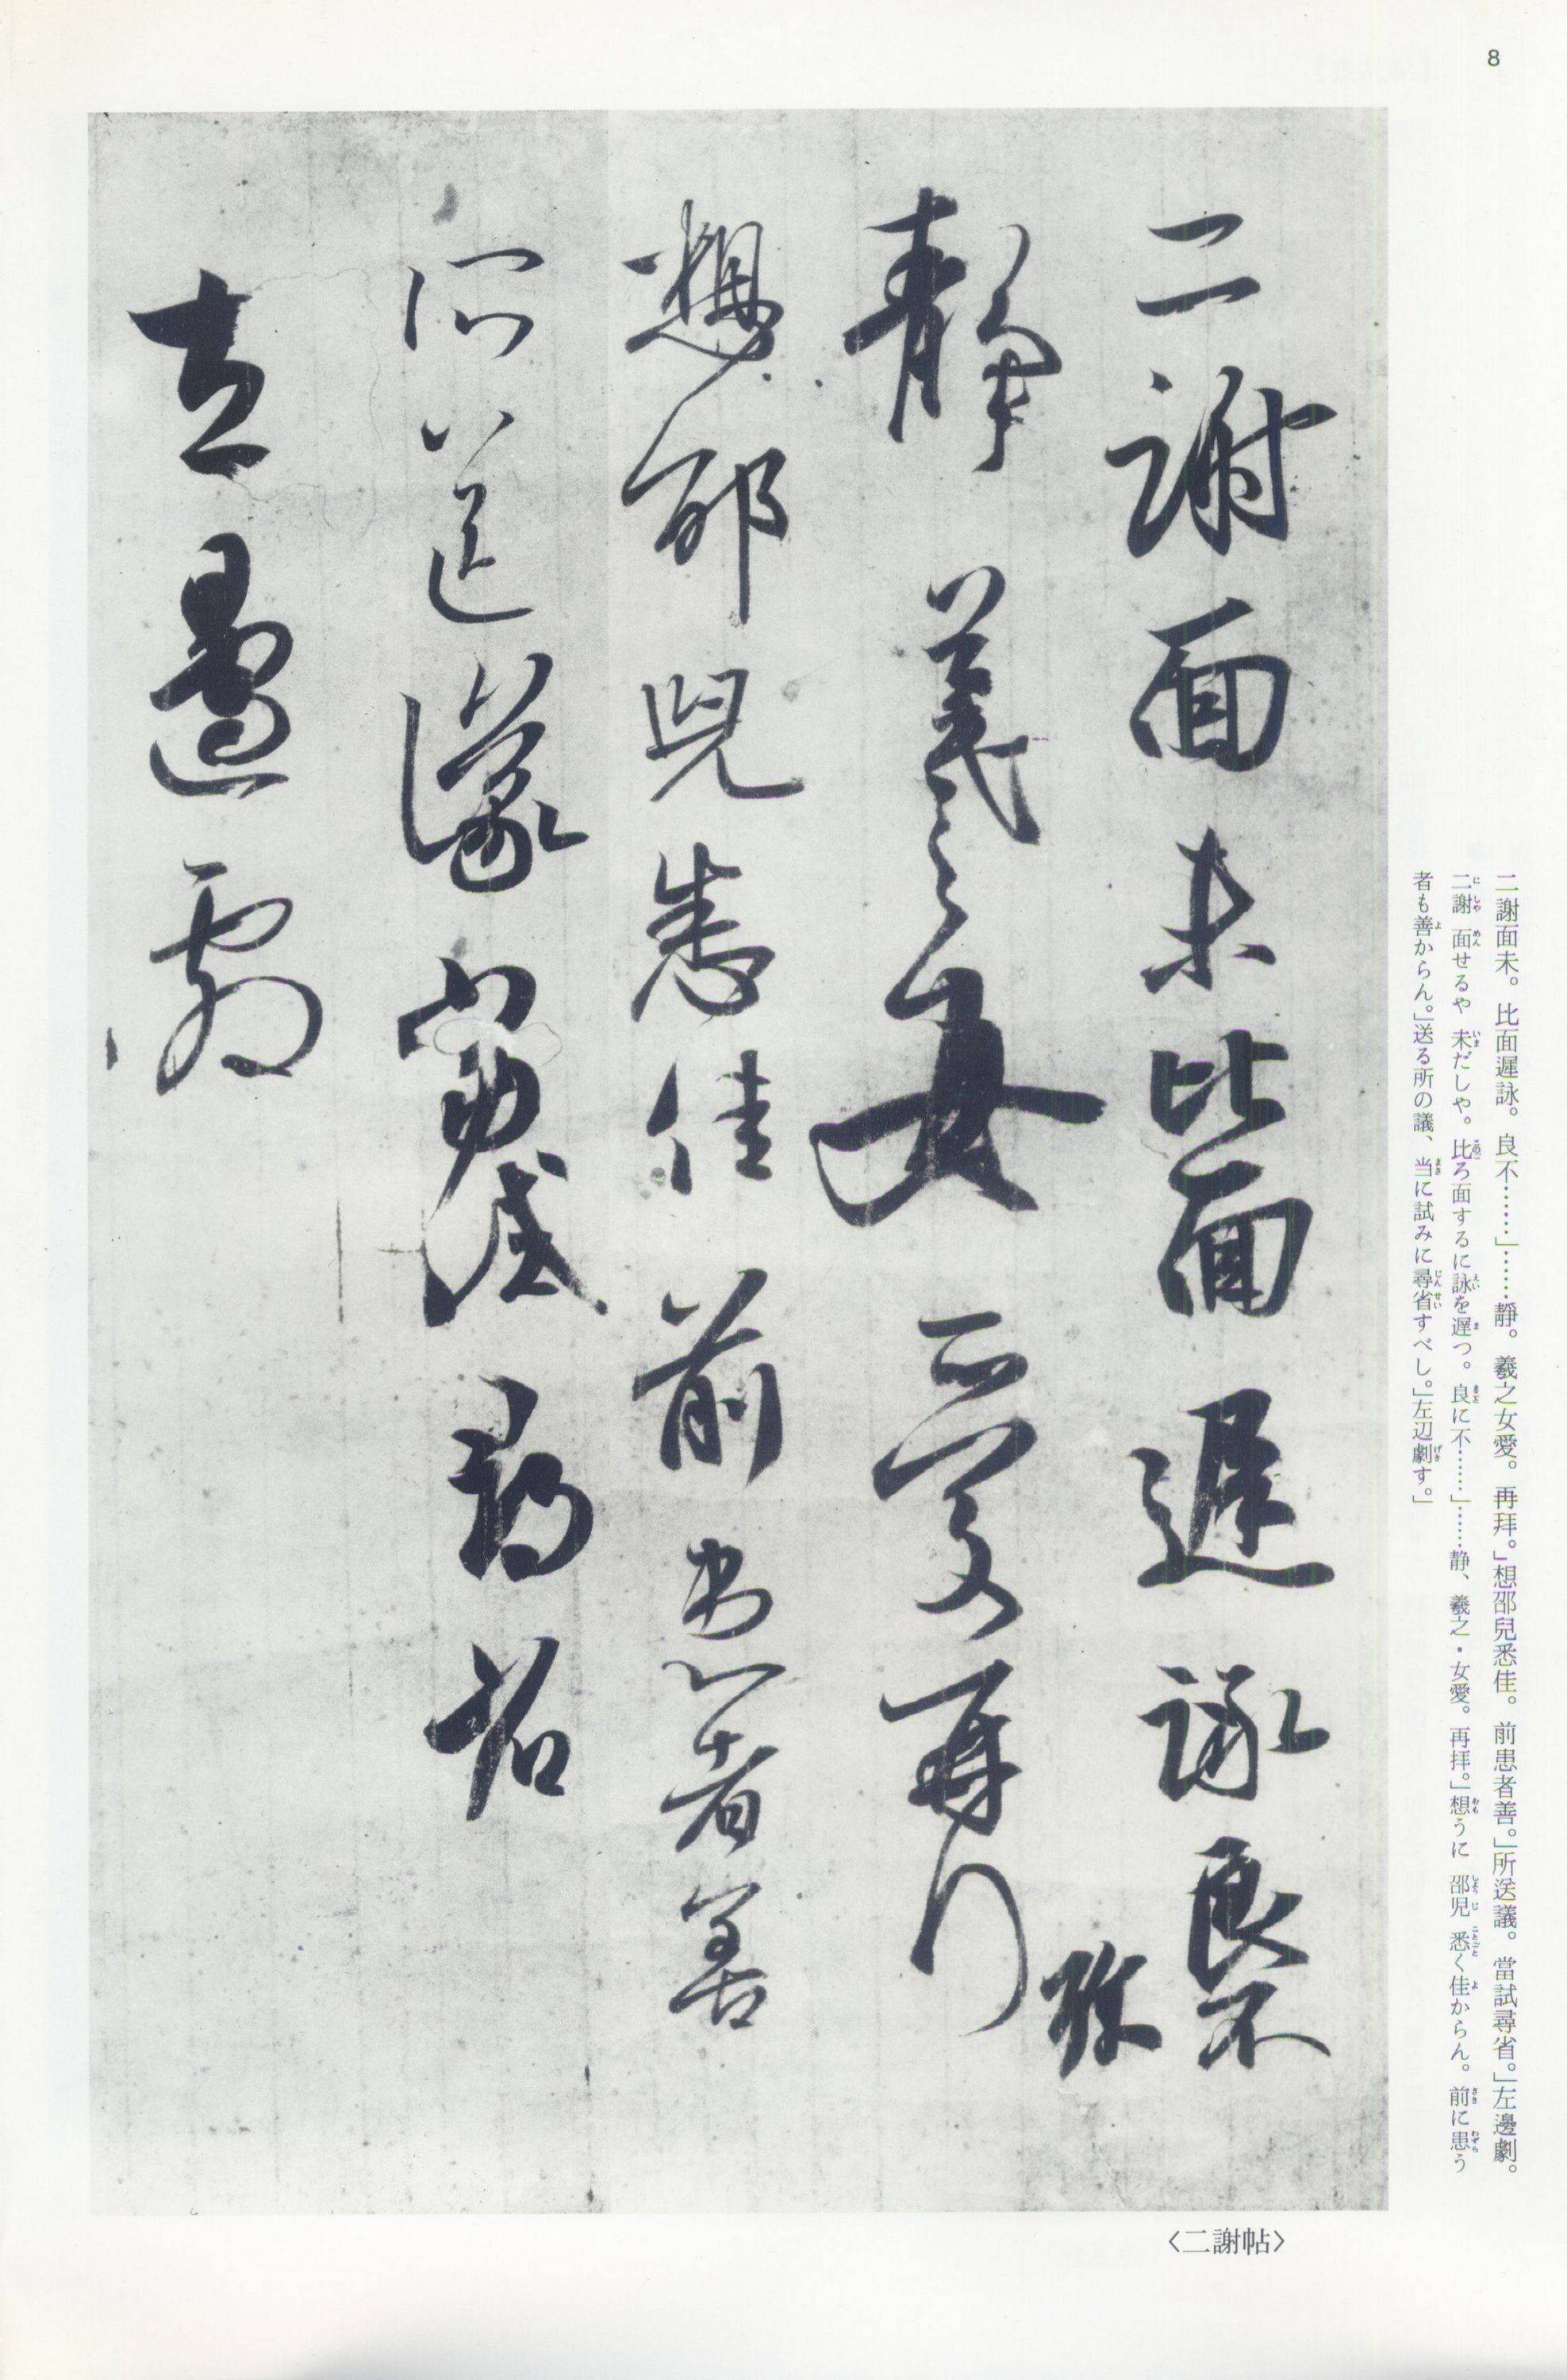 8
二謝面未。比面遲詠。良不……」……靜。羲之女愛。再拜。」想邵兒悉佳。前患者善。」所送議。當試尋省。」左邊劇。
二謝 面せるや 未だしや。比ろ面するに詠を遲つ。良に不……」……静、羲之・女愛。再拝。」想うに 邵児 悉く佳からん。前に患う
者も善からん。」送る所の議、当に試みに尋省すべし。」左辺劇す。」
二謝面未比面遲詠良不
靜羲之女愛再拜
想邵兒悉佳前患者善
所送議當試尋省
左邊劇
〈二謝帖〉